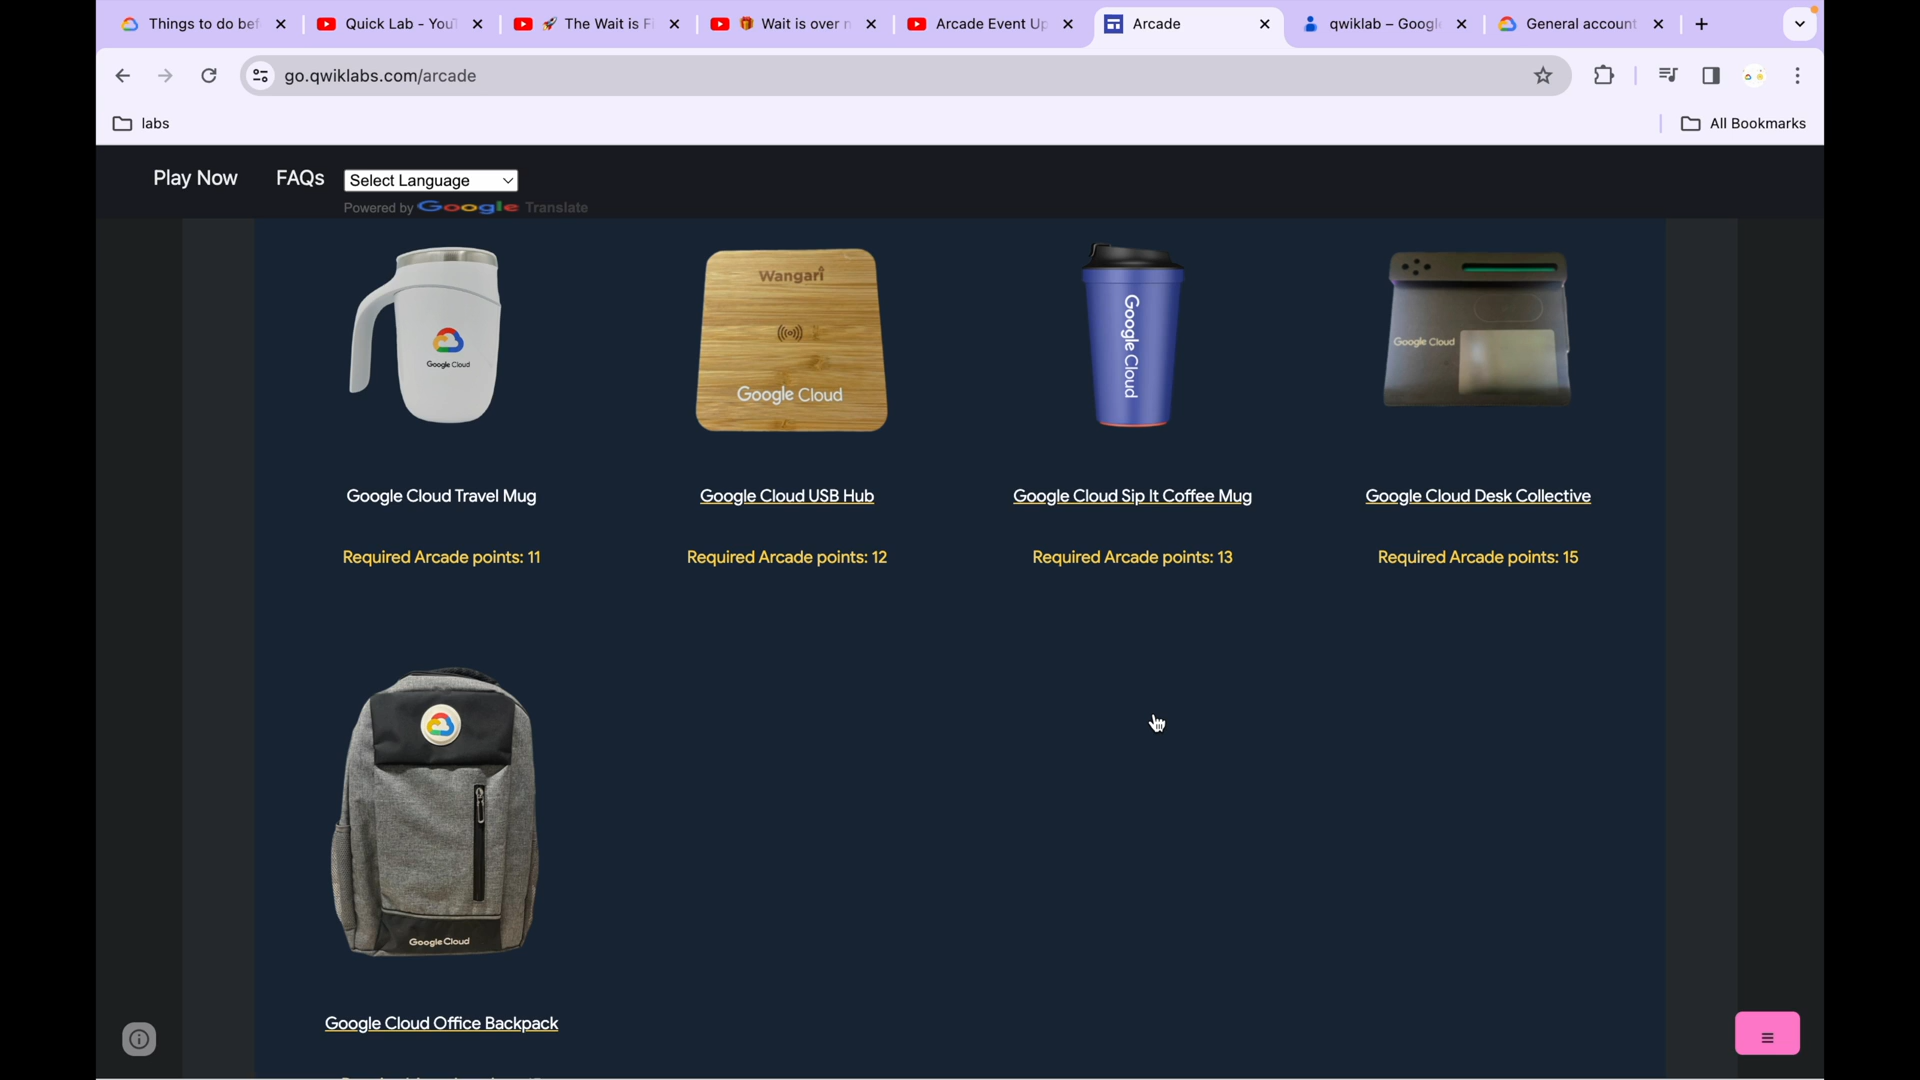 Things to do be
Quick Lab - You
🚀 The Wait is F
🎁 Wait is over
Arcade Event Up
Arcade
qwiklab – Googl
General account
go.qwiklabs.com/arcade
labs
All Bookmarks
Play Now
FAQs
Select Language
Powered by Google Translate
Google Cloud
Wangari
Google Cloud
Google Cloud
Google Cloud
Google Cloud Travel Mug
Google Cloud USB Hub
Google Cloud Sip It Coffee Mug
Google Cloud Desk Collective
Required Arcade points: 11
Required Arcade points: 12
Required Arcade points: 13
Required Arcade points: 15
Google Cloud
Google Cloud Office Backpack